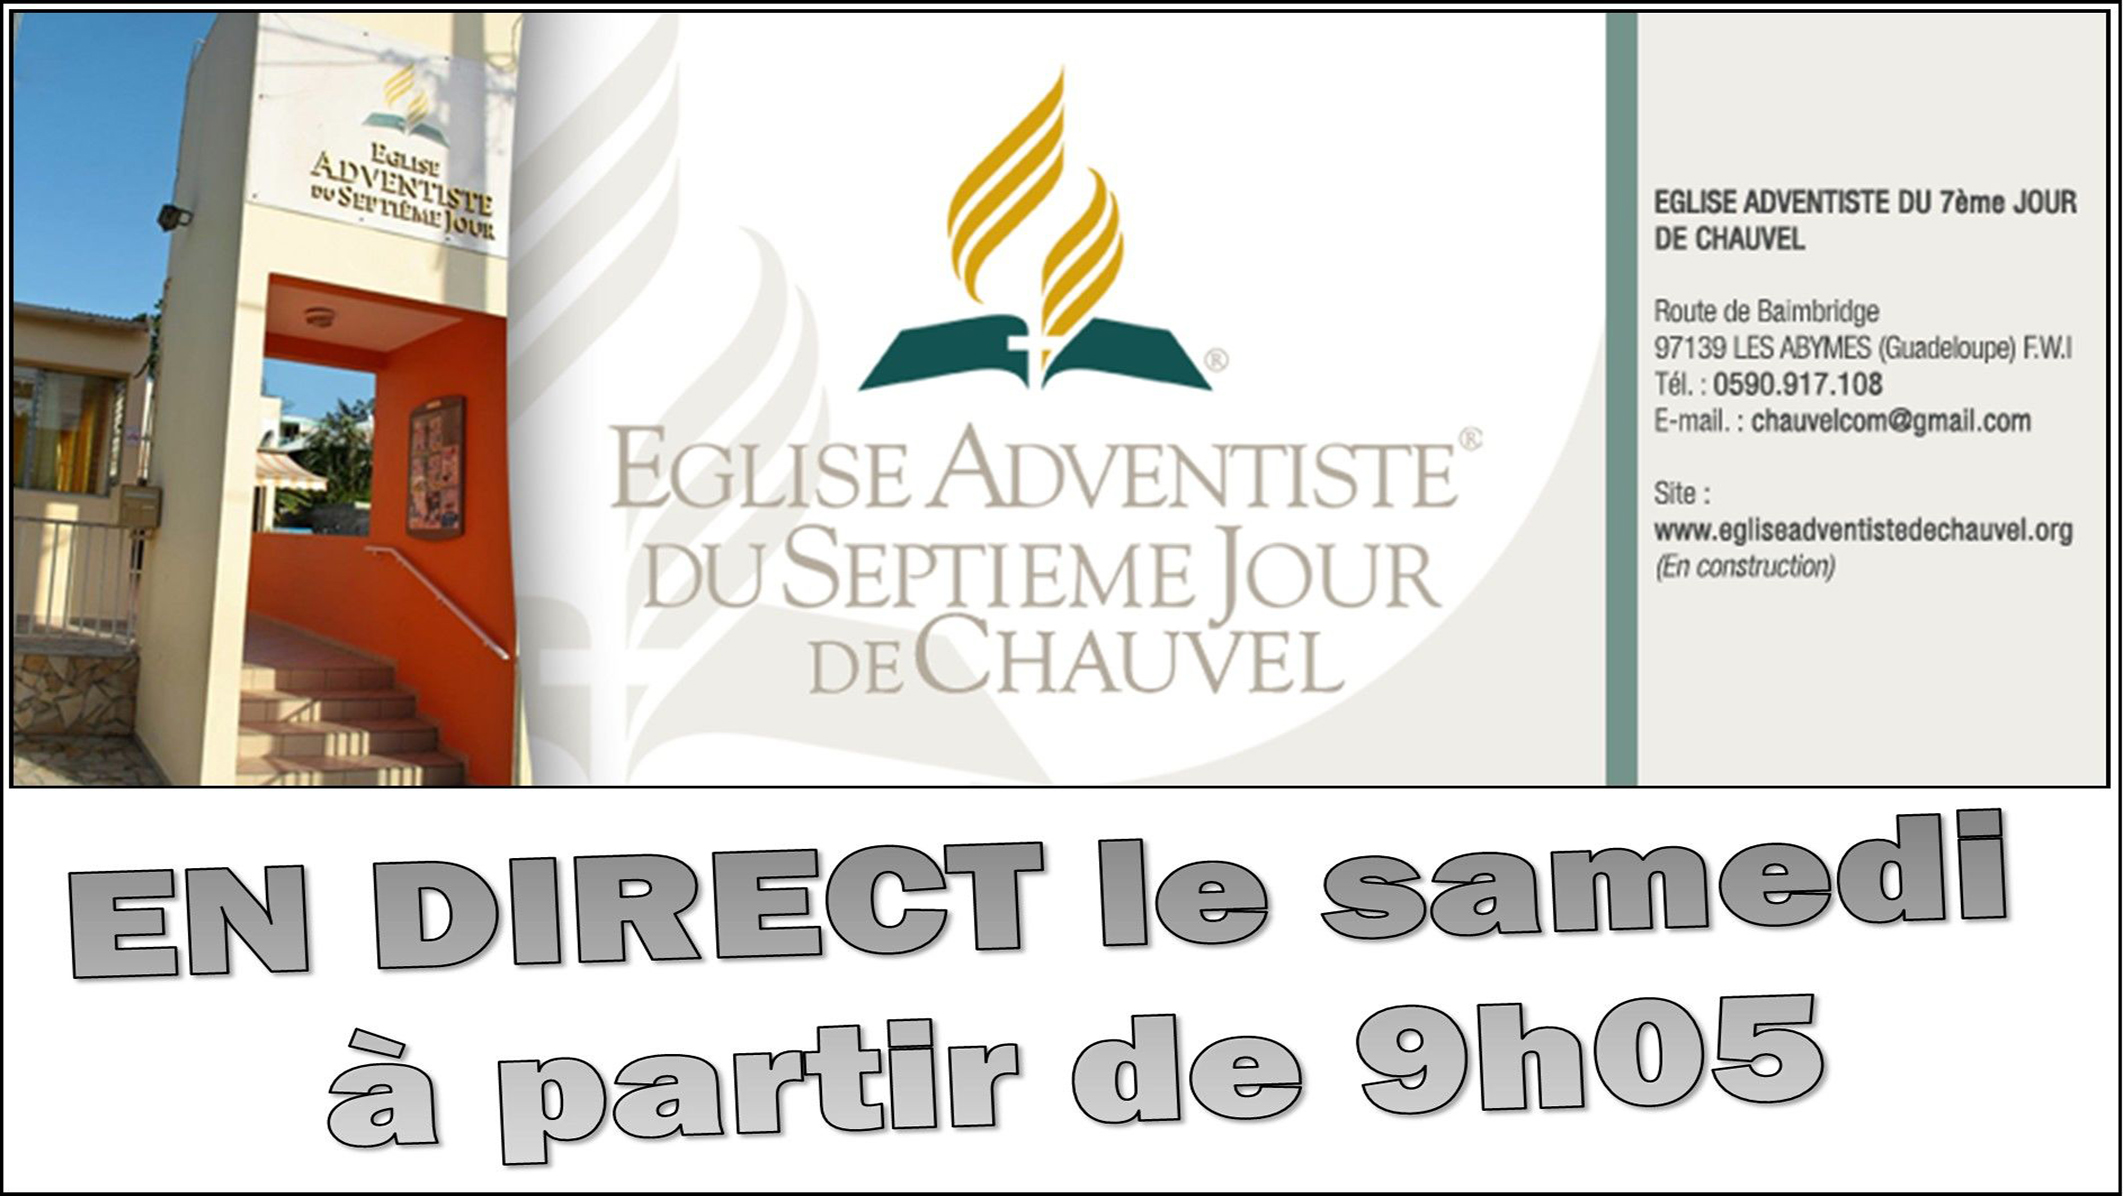 EGLISE
ADVENTISTE
DU SEPTIÈME JOUR
®
EGLISE ADVENTISTE®
DU SEPTIEME JOUR
DE CHAUVEL
EGLISE ADVENTISTE DU 7ème JOUR
DE CHAUVEL
Route de Baimbridge
97139 LES ABYMES (Guadeloupe) F.W.I
Tél. : 0590.917.108
E-mail. : chauvelcom@gmail.com
Site :
www.egliseadventistedechauvel.org
(En construction)
EN DIRECT le samedi
à partir de 9h05